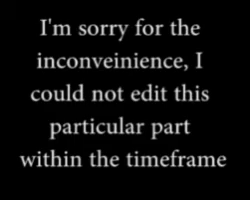 I'm sorry for the
inconveinience, I
could not edit this
particular part
within the timeframe